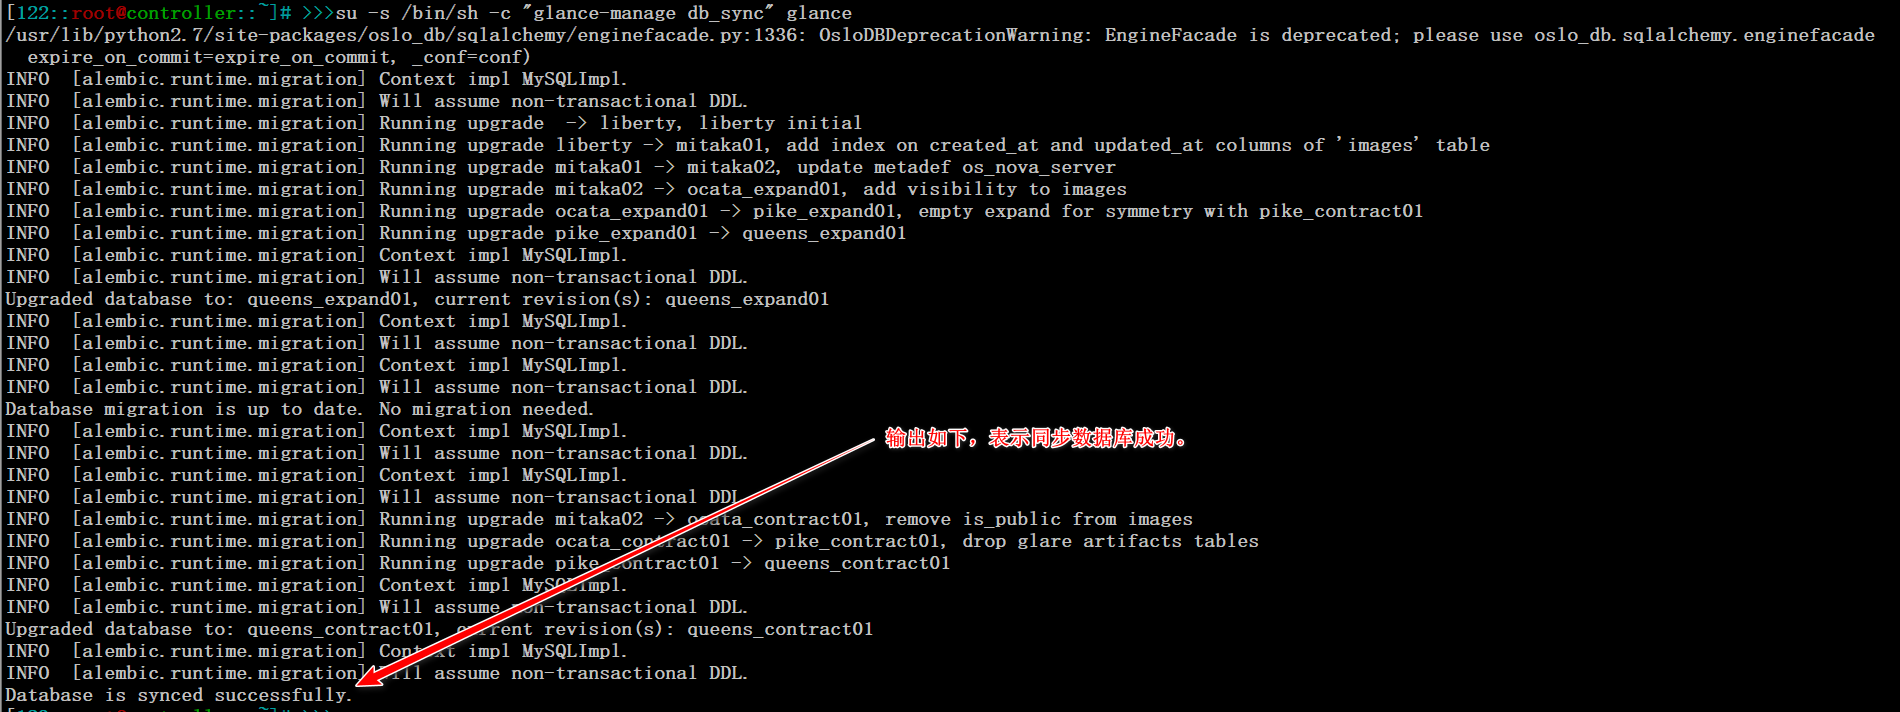 [122::root@controller::~]# >>>su -s /bin/sh -c "glance-manage db_sync" glance
/usr/lib/python2.7/site-packages/oslo_db/sqlalchemy/enginefacade.py:1336: OsloDBDeprecationWarning: EngineFacade is deprecated; please use oslo_db.sqlalchemy.enginefacade
  expire_on_commit=expire_on_commit, _conf=conf)
INFO  [alembic.runtime.migration] Context impl MySQLImpl.
INFO  [alembic.runtime.migration] Will assume non-transactional DDL.
INFO  [alembic.runtime.migration] Running upgrade  -> liberty, liberty initial
INFO  [alembic.runtime.migration] Running upgrade liberty -> mitaka01, add index on created_at and updated_at columns of 'images' table
INFO  [alembic.runtime.migration] Running upgrade mitaka01 -> mitaka02, update metadef os_nova_server
INFO  [alembic.runtime.migration] Running upgrade mitaka02 -> ocata_expand01, add visibility to images
INFO  [alembic.runtime.migration] Running upgrade ocata_expand01 -> pike_expand01, empty expand for symmetry with pike_contract01
INFO  [alembic.runtime.migration] Running upgrade pike_expand01 -> queens_expand01
INFO  [alembic.runtime.migration] Context impl MySQLImpl.
INFO  [alembic.runtime.migration] Will assume non-transactional DDL.
Upgraded database to: queens_expand01, current revision(s): queens_expand01
INFO  [alembic.runtime.migration] Context impl MySQLImpl.
INFO  [alembic.runtime.migration] Will assume non-transactional DDL.
INFO  [alembic.runtime.migration] Context impl MySQLImpl.
INFO  [alembic.runtime.migration] Will assume non-transactional DDL.
Database migration is up to date. No migration needed.
INFO  [alembic.runtime.migration] Context impl MySQLImpl.
输出如下，表示同步数据库成功。
INFO  [alembic.runtime.migration] Will assume non-transactional DDL.
INFO  [alembic.runtime.migration] Context impl MySQLImpl.
INFO  [alembic.runtime.migration] Will assume non-transactional DDL.
INFO  [alembic.runtime.migration] Running upgrade mitaka02 -> ocata_contract01, remove is_public from images
INFO  [alembic.runtime.migration] Running upgrade ocata_contract01 -> pike_contract01, drop glare artifacts tables
INFO  [alembic.runtime.migration] Running upgrade pike_contract01 -> queens_contract01
INFO  [alembic.runtime.migration] Context impl MySQLImpl.
INFO  [alembic.runtime.migration] Will assume non-transactional DDL.
Upgraded database to: queens_contract01, current revision(s): queens_contract01
INFO  [alembic.runtime.migration] Context impl MySQLImpl.
INFO  [alembic.runtime.migration] Will assume non-transactional DDL.
Database is synced successfully.